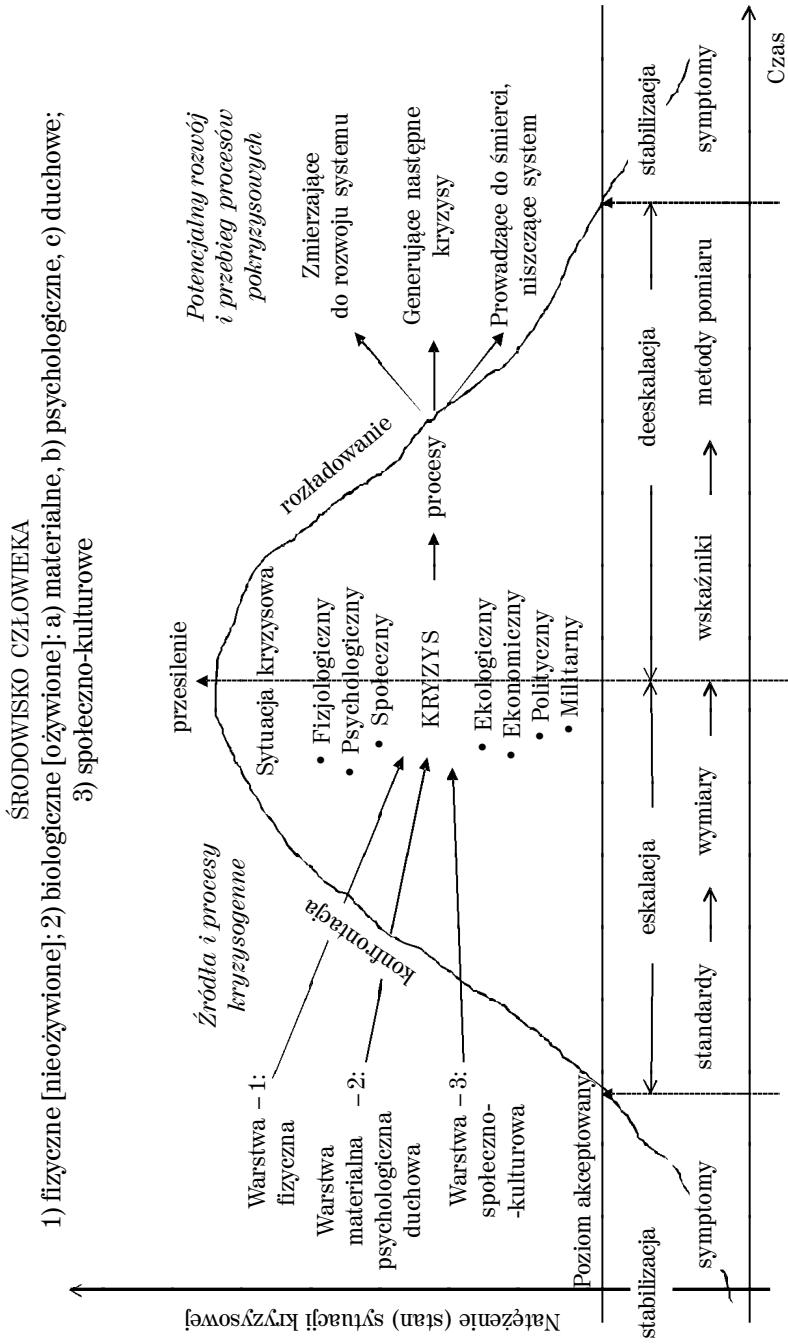 ŚRODOWISKO CZŁOWIEKA
1) fizyczne [nieożywione]; 2) biologiczne [ożywione]: a) materialne, b) psychologiczne, c) duchowe;
3) społeczno-kulturowe
Natężenie (stan) sytuacji kryzysowej
przesilenie
Źródła i procesy
kryzysogenne
Potencjalny rozwój
i przebieg procesów
pokryzysowych
konfrontacja
rozładowanie
Warstwa – 1:
fizyczna
Warstwa
materialna – 2:
psychologiczna
duchowa
Warstwa – 3:
społeczno-
-kulturowa
Sytuacja kryzysowa
• Fizjologiczny
• Psychologiczny
• Społeczny
KRYZYS
procesy
• Ekologiczny
• Ekonomiczny
• Polityczny
• Militarny
Zmierzające
do rozwoju systemu
Generujące następne
kryzysy
Prowadzące do śmierci,
niszczące system
Poziom akceptowany
stabilizacja
eskalacja
deeskalacja
stabilizacja
symptomy
standardy
wymiary
wskaźniki
metody pomiaru
symptomy
Czas